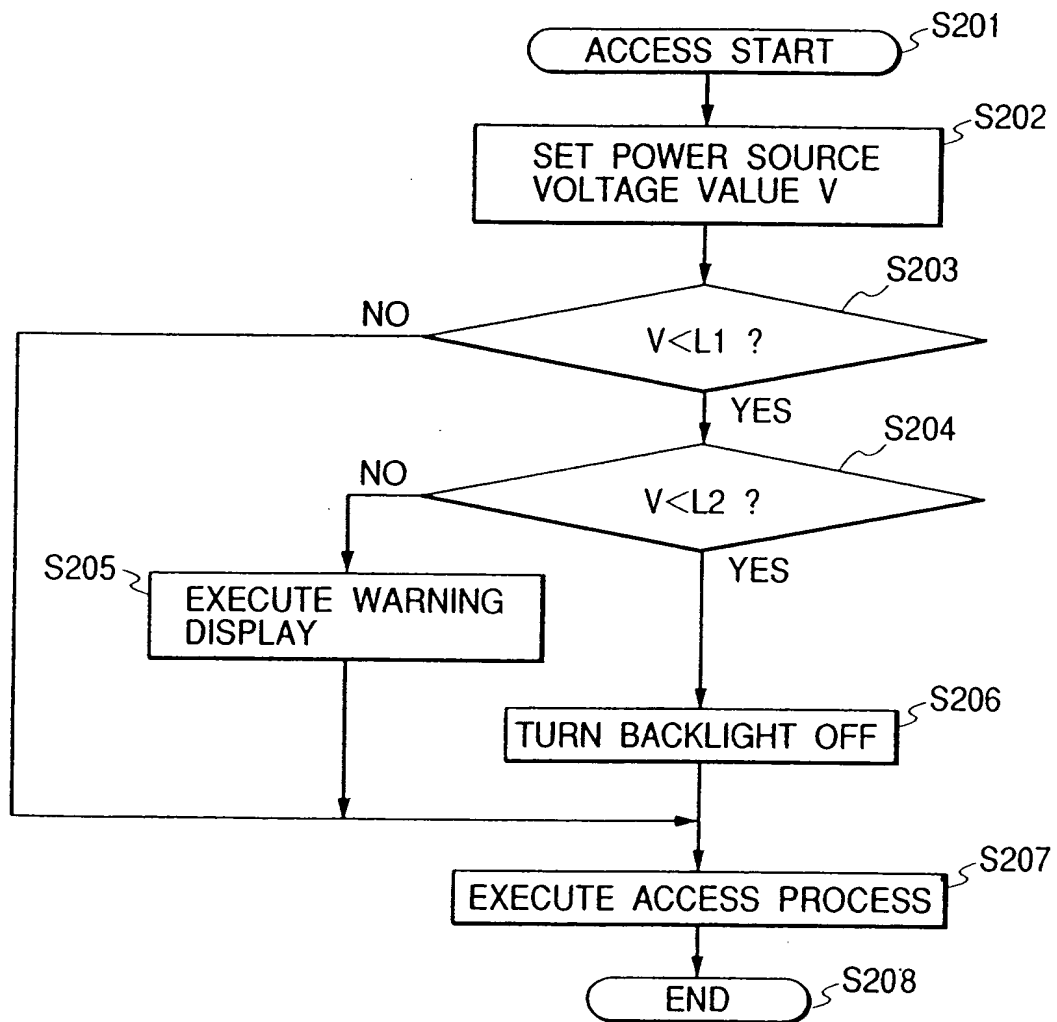 S201
ACCESS START
S202
SET POWER SOURCE
VOLTAGE VALUE V
S203
NO
V<L1 ?
YES
S204
NO
V<L2 ?
YES
S205
EXECUTE WARNING
DISPLAY
S206
TURN BACKLIGHT OFF
S207
EXECUTE ACCESS PROCESS
S208
END